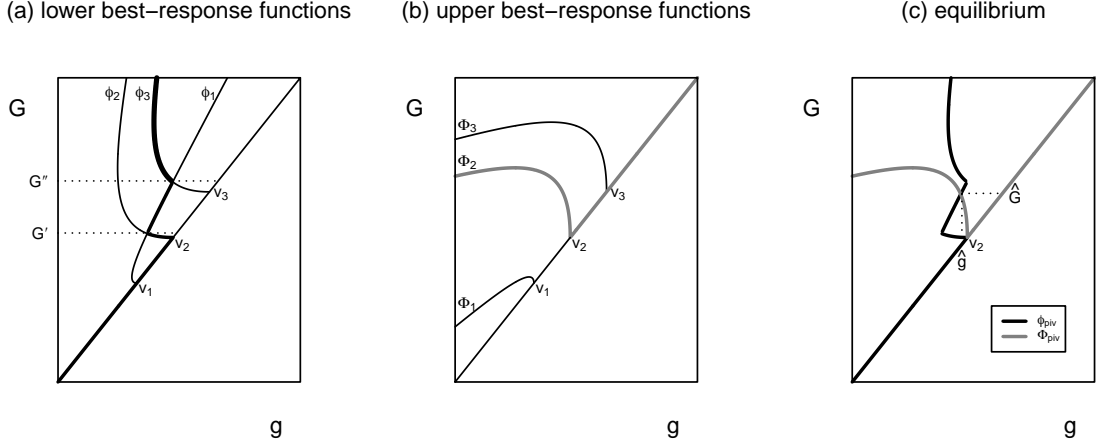 (a) lower best−response functions
G
ϕ2 ϕ3 ϕ1
G″
v3
G′
v2
v1
g
(b) upper best−response functions
G
Φ3
Φ2
v3
v2
Φ1
v1
g
(c) equilibrium
G
Ĝ
v2
ĝ
ϕpiv
Φpiv
g